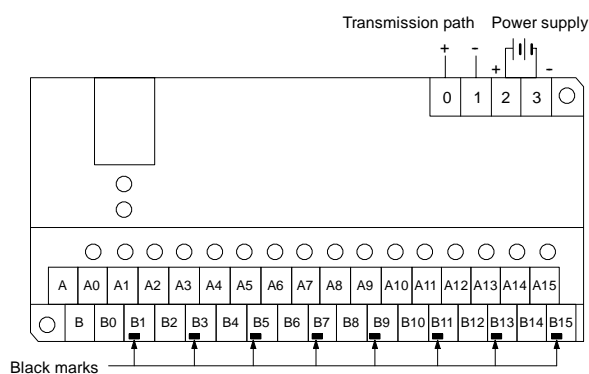 Transmission path Power supply
+ - + -
0 1 2 3
A A0 A1 A2 A3 A4 A5 A6 A7 A8 A9 A10 A11 A12 A13 A14 A15
B B0 B1 B2 B3 B4 B5 B6 B7 B8 B9 B10 B11 B12 B13 B14 B15
Black marks